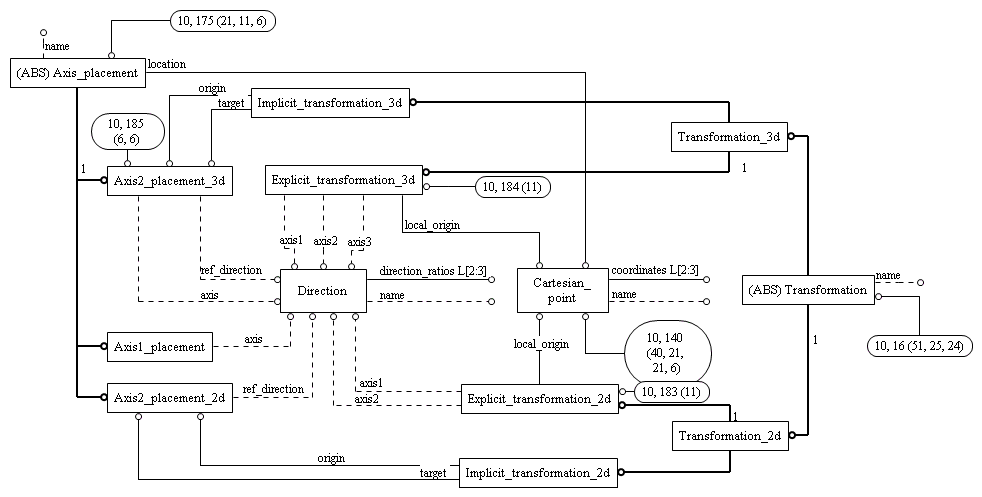 10, 175 (21, 11, 6)
name
location
(ABS) Axis_placement
origin
target
Implicit_transformation_3d
10, 185
(6, 6)
Transformation_3d
1
1
Axis2_placement_3d
Explicit_transformation_3d
10, 184 (11)
local_origin
axis1
axis2
axis3
ref_direction
axis
direction_ratios L[2:3]
name
Direction
Cartesian_
point
coordinates L[2:3]
name
name
(ABS) Transformation
Axis1_placement
axis
local_origin
10, 140
(40, 21,
21, 6)
1
10, 16 (51, 25, 24)
Axis2_placement_2d
ref_direction
axis1
axis2
Explicit_transformation_2d
10, 183 (11)
1
Transformation_2d
origin
target
Implicit_transformation_2d